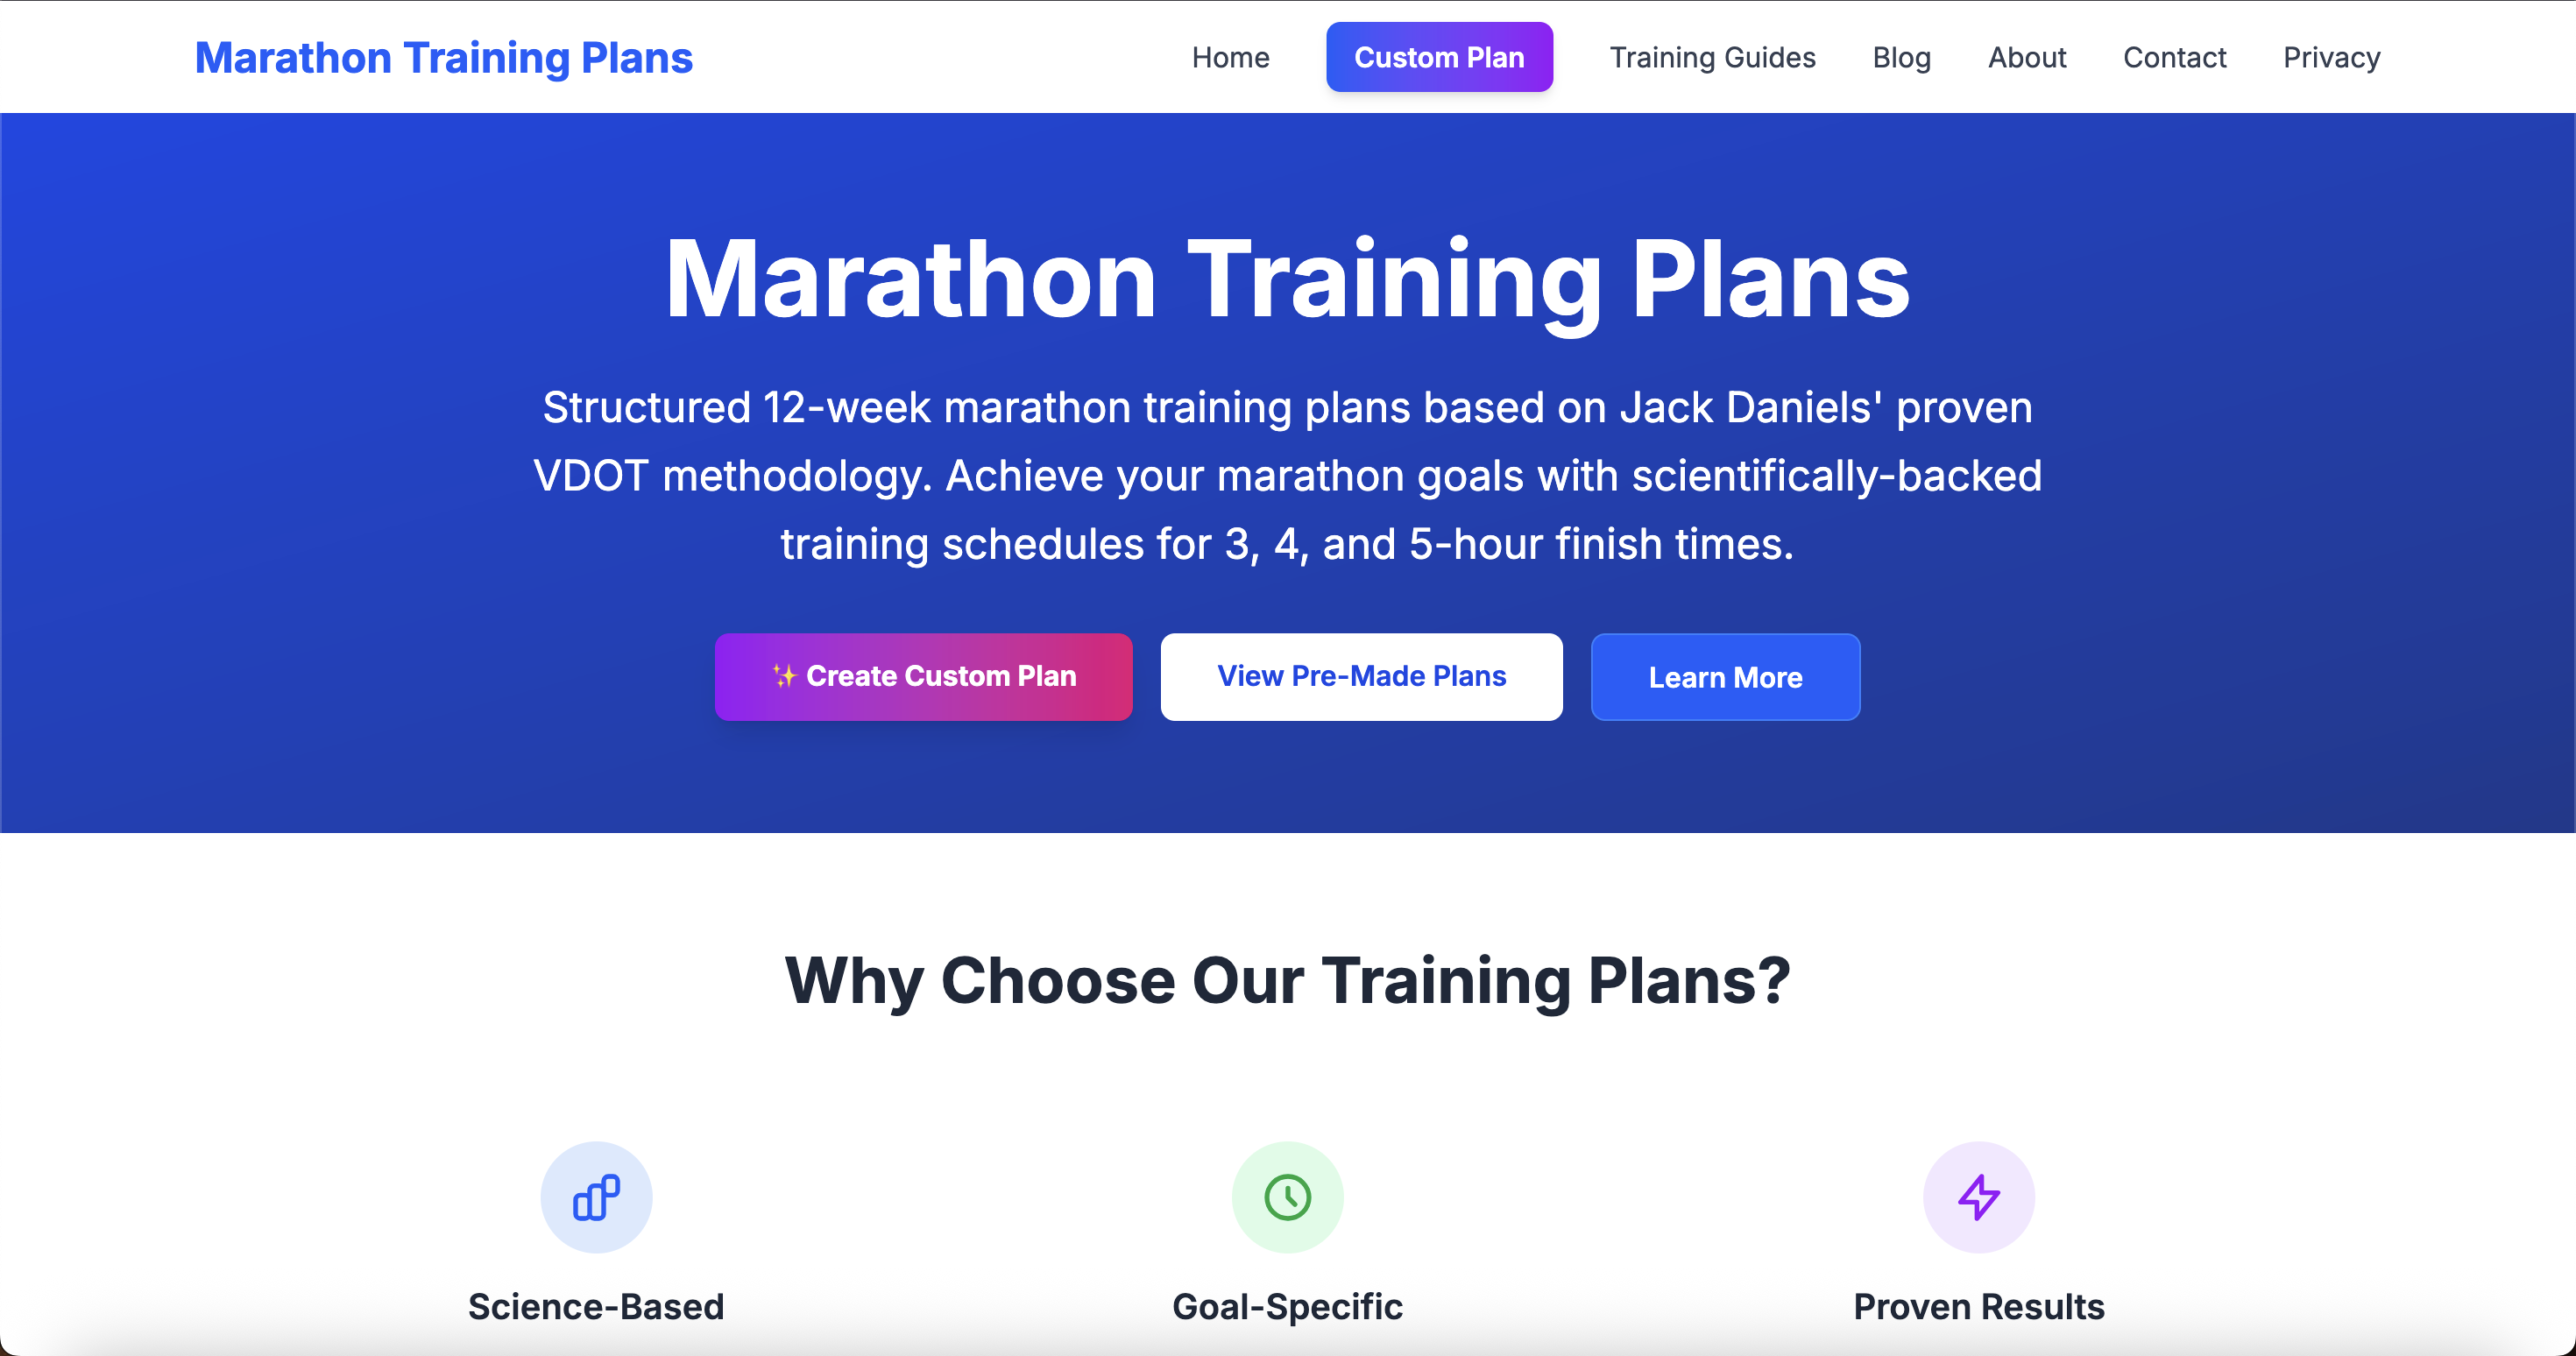 Marathon Training Plans
Home
Custom Plan
Training Guides
Blog
About
Contact
Privacy
Marathon Training Plans
Structured 12-week marathon training plans based on Jack Daniels' proven
VDOT methodology. Achieve your marathon goals with scientifically-backed
training schedules for 3, 4, and 5-hour finish times.
✨ Create Custom Plan
View Pre-Made Plans
Learn More
Why Choose Our Training Plans?
Science-Based
Goal-Specific
Proven Results